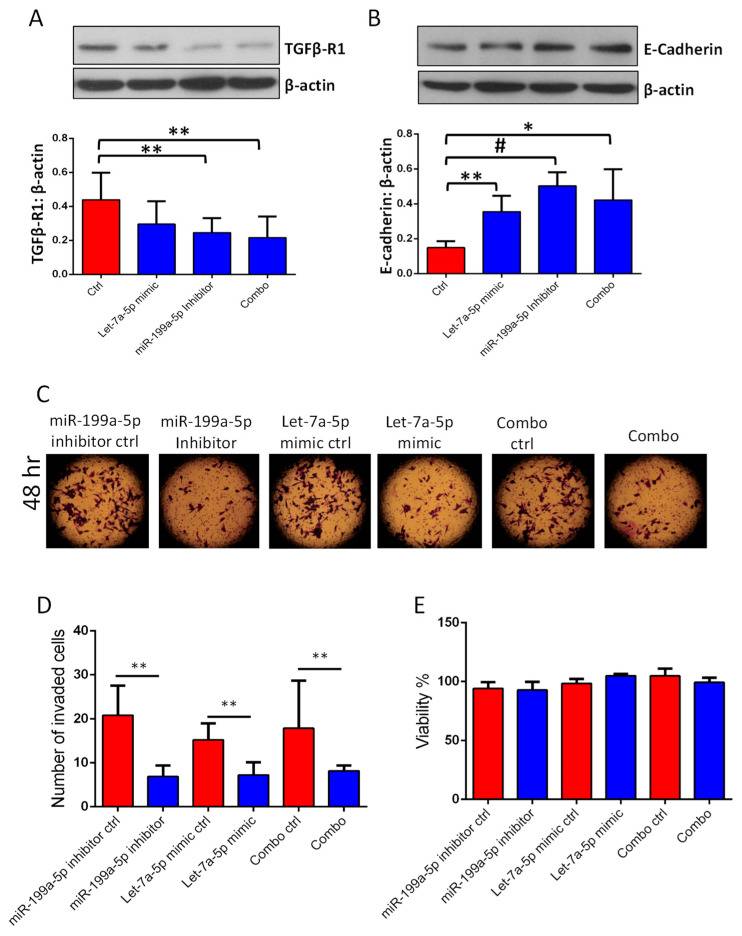 A
TGFβ-R1
β-actin
TGFβ-R1: β-actin
0.8
0.6
0.4
0.2
0.0
**
**
Ctrl
Let-7a-5p mimic
miR-199a-5p Inhibitor
Combo
B
E-Cadherin
β-actin
E-cadherin: β-actin
0.8
0.6
0.4
0.2
0.0
*
#
**
Ctrl
Let-7a-5p mimic
miR-199a-5p Inhibitor
Combo
C
miR-199a-5p
inhibitor ctrl
miR-199a-5p
Inhibitor
Let-7a-5p
mimic ctrl
Let-7a-5p
mimic
Combo
ctrl
Combo
48 hr
D
Number of invaded cells
40
30
20
10
0
**
**
**
miR-199a-5p inhibitor ctrl
miR-199a-5p inhibitor
Let-7a-5p mimic ctrl
Let-7a-5p mimic
Combo ctrl
Combo
E
Viability %
150
100
50
0
miR-199a-5p inhibitor ctrl
miR-199a-5p inhibitor
Let-7a-5p mimic ctrl
Let-7a-5p mimic
Combo ctrl
Combo